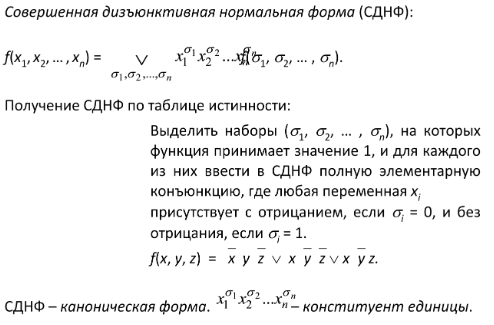 Совершенная дизъюнктивная нормальная форма (СДНФ):
f(x₁, x₂, ... , xₙ) = ∨ x₁^σ₁ x₂^σ₂ ...xₙ^σₙ f(σ₁, σ₂, ... , σₙ).
σ₁,σ₂,...,σₙ
Получение СДНФ по таблице истинности:
Выделить наборы (σ₁, σ₂, ... , σₙ), на которых
функция принимает значение 1, и для каждого
из них ввести в СДНФ полную элементарную
конъюнкцию, где любая переменная xᵢ
присутствует с отрицанием, если σᵢ = 0, и без
отрицания, если σᵢ = 1.
f(x, y, z) = x̅ y z̅ ∨ x y̅ z̅ ∨ x y̅ z.
СДНФ – каноническая форма. x₁^σ₁ x₂^σ₂ ...xₙ^σₙ – конституент единицы.